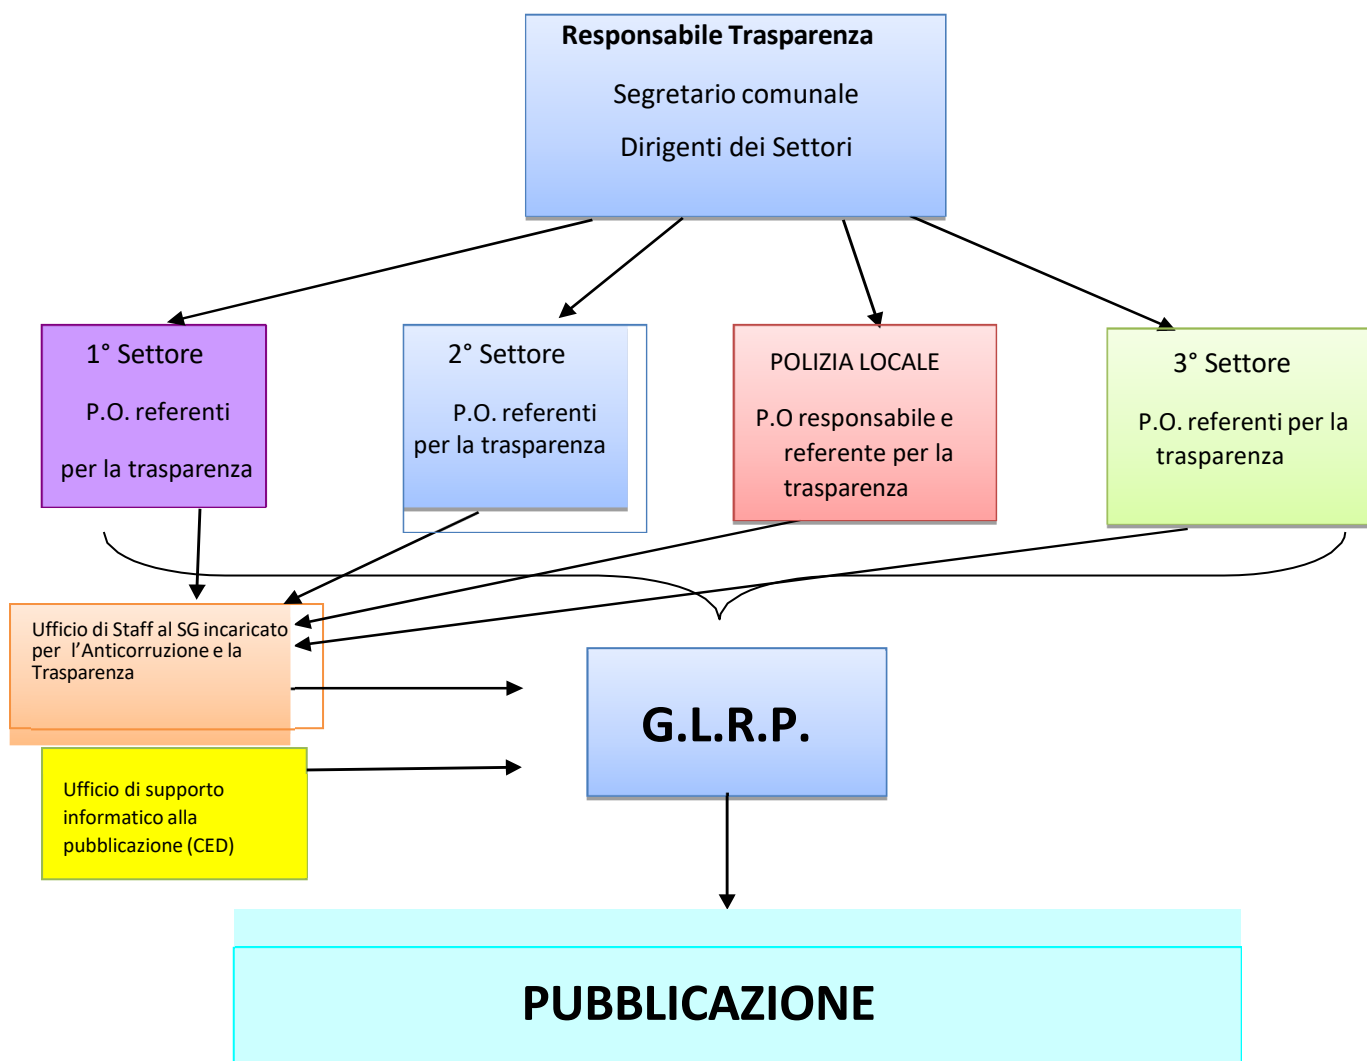 Responsabile Trasparenza
Segretario comunale
Dirigenti dei Settori
1° Settore
P.O. referenti
per la trasparenza
2° Settore
P.O. referenti
per la trasparenza
POLIZIA LOCALE
P.O responsabile e
referente per la
trasparenza
3° Settore
P.O. referenti per la
trasparenza
Ufficio di Staff al SG incaricato
per l'Anticorruzione e la
Trasparenza
G.L.R.P.
Ufficio di supporto
informatico alla
pubblicazione (CED)
PUBBLICAZIONE